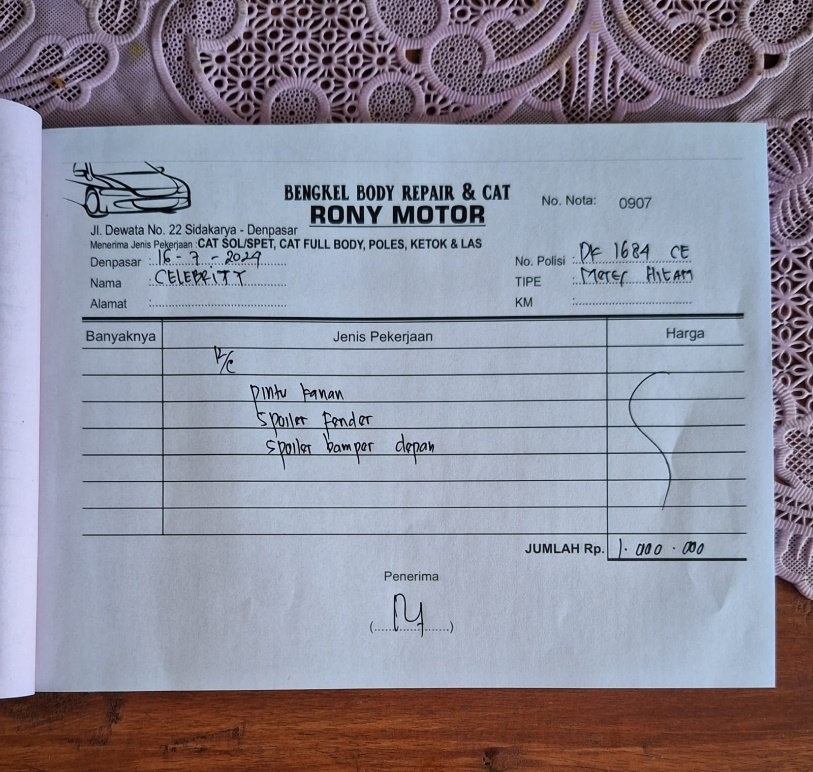 BENGKEL BODY REPAIR & CAT
RONY MOTOR
No. Nota: 0907
Jl. Dewata No. 22 Sidakarya - Denpasar
Menerima Jenis Pekerjaan : CAT SOL/SPET, CAT FULL BODY, POLES, KETOK & LAS
Denpasar : 16 - 7 - 2024
No. Polisi : DK 1684 CE
Nama : CELEBRITY
TIPE : Mercy HITAM
Alamat :
KM :
Banyaknya Jenis Pekerjaan Harga
R/C
pintu kanan
spoiler fender
spoiler bamper depan
JUMLAH Rp. 1.000.000
Penerima